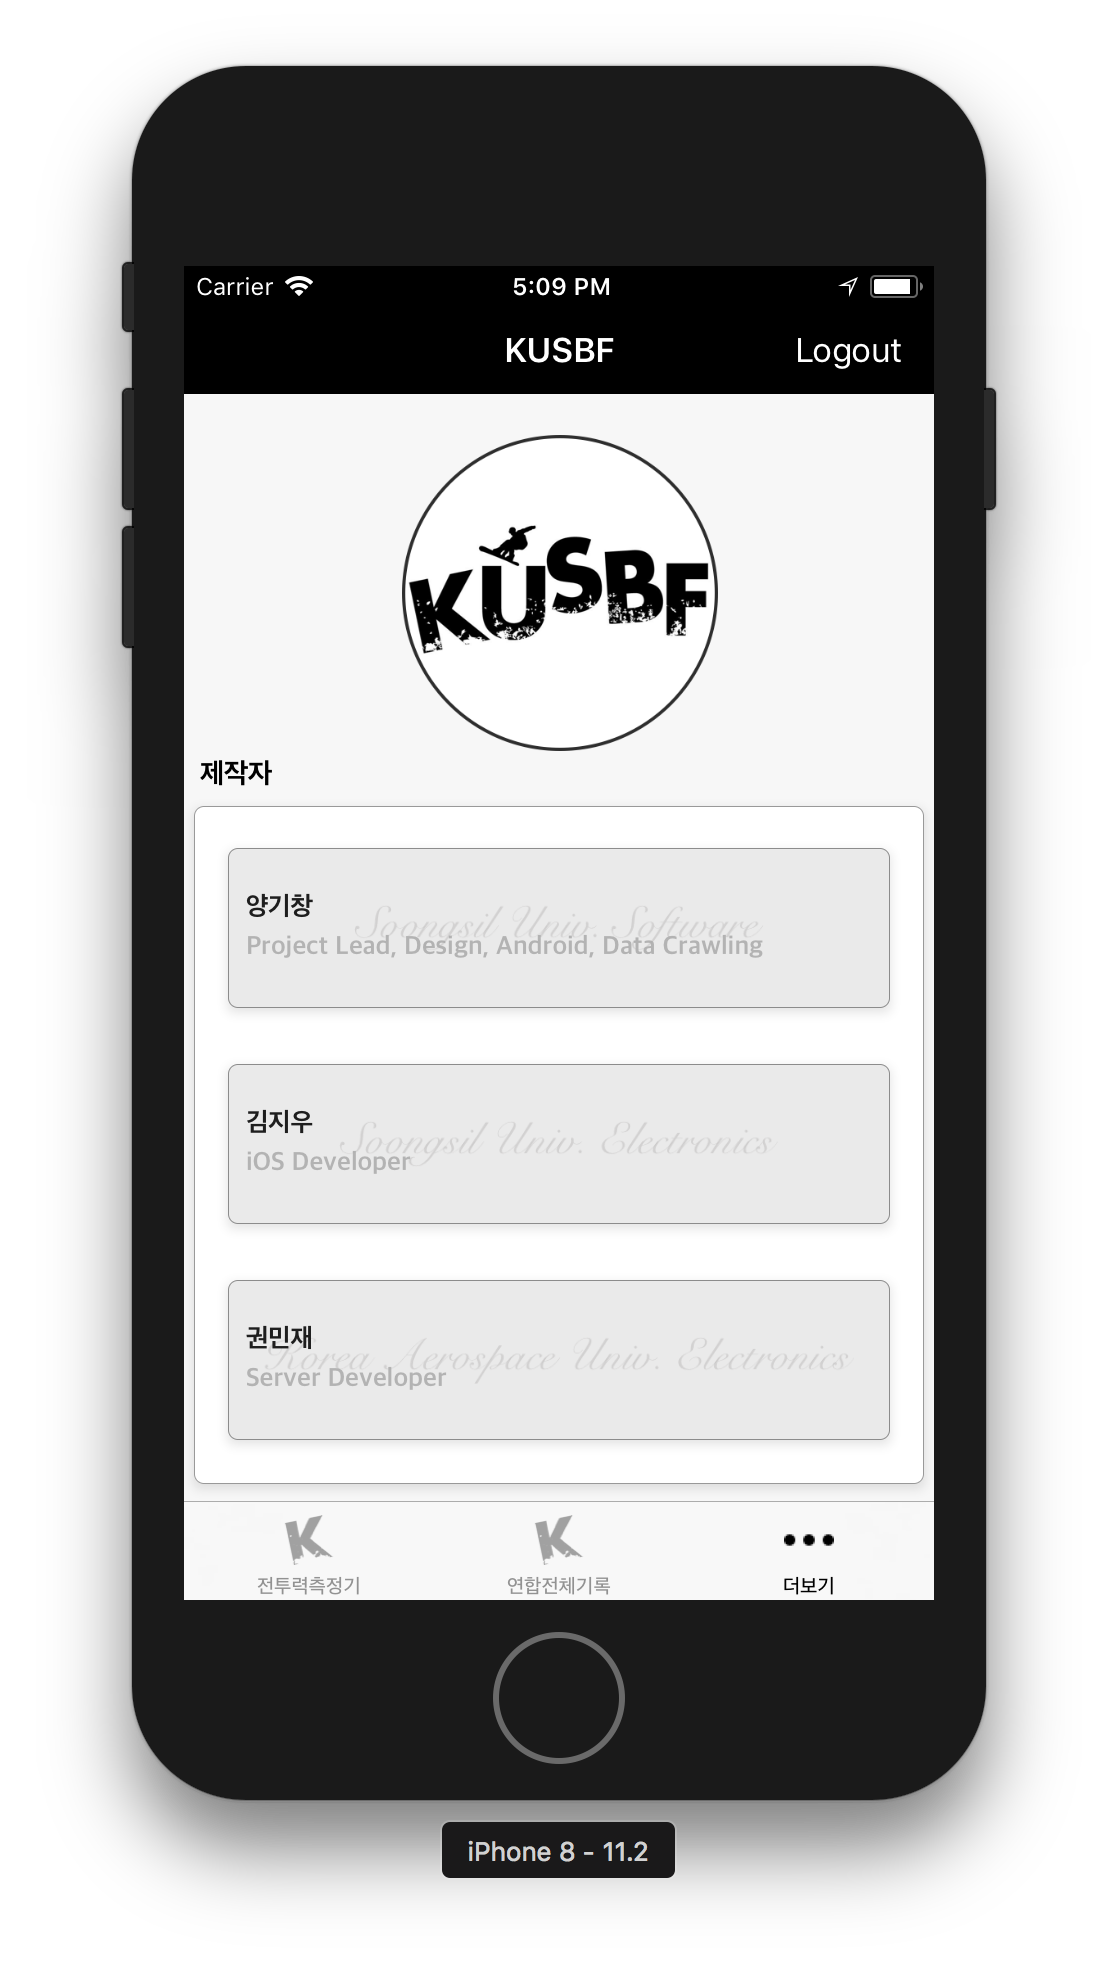 Carrier 5:09 PM
KUSBF Logout
KUSBF
제작자
양기창
Soongsil Univ. Software
Project Lead, Design, Android, Data Crawling
김지우
Soongsil Univ. Electronics
iOS Developer
권민재
Korea Aerospace Univ. Electronics
Server Developer
K K
전투력측정기 연합전체기록 더보기
iPhone 8 - 11.2